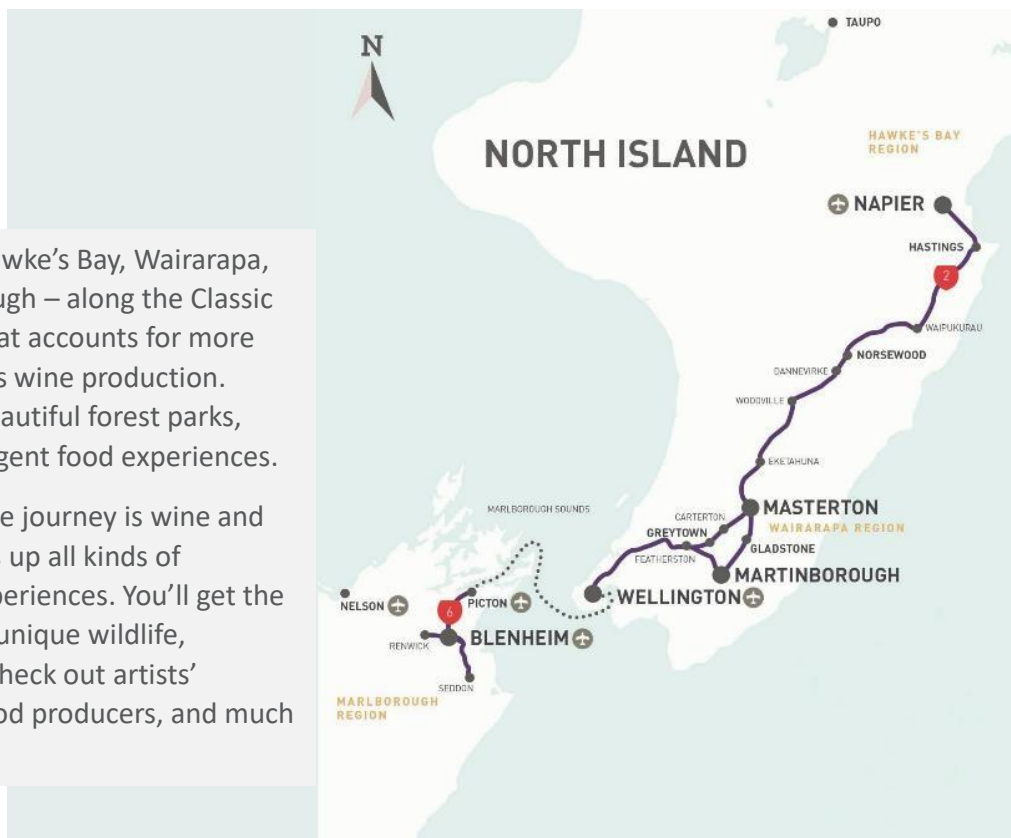 wke's Bay, Wairarapa,
ugh – along the Classic
at accounts for more
s wine production.
autiful forest parks,
gent food experiences.
e journey is wine and
s up all kinds of
periences. You'll get the
unique wildlife,
heck out artists'
od producers, and much
N
TAUPO
NORTH ISLAND
HAWKE'S BAY
REGION
NAPIER
HASTINGS
2
WAIPUKURAU
NORSEWOOD
DANNEVIRKE
WOODVILLE
EKETAHUNA
MASTERTON
WAIRARAPA REGION
CARTERTON
GREYTOWN
GLADSTONE
FEATHERSTON
MARTINBOROUGH
MARLBOROUGH SOUNDS
WELLINGTON
NELSON
PICTON
6
RENWICK
BLENHEIM
SEDDON
MARLBOROUGH
REGION